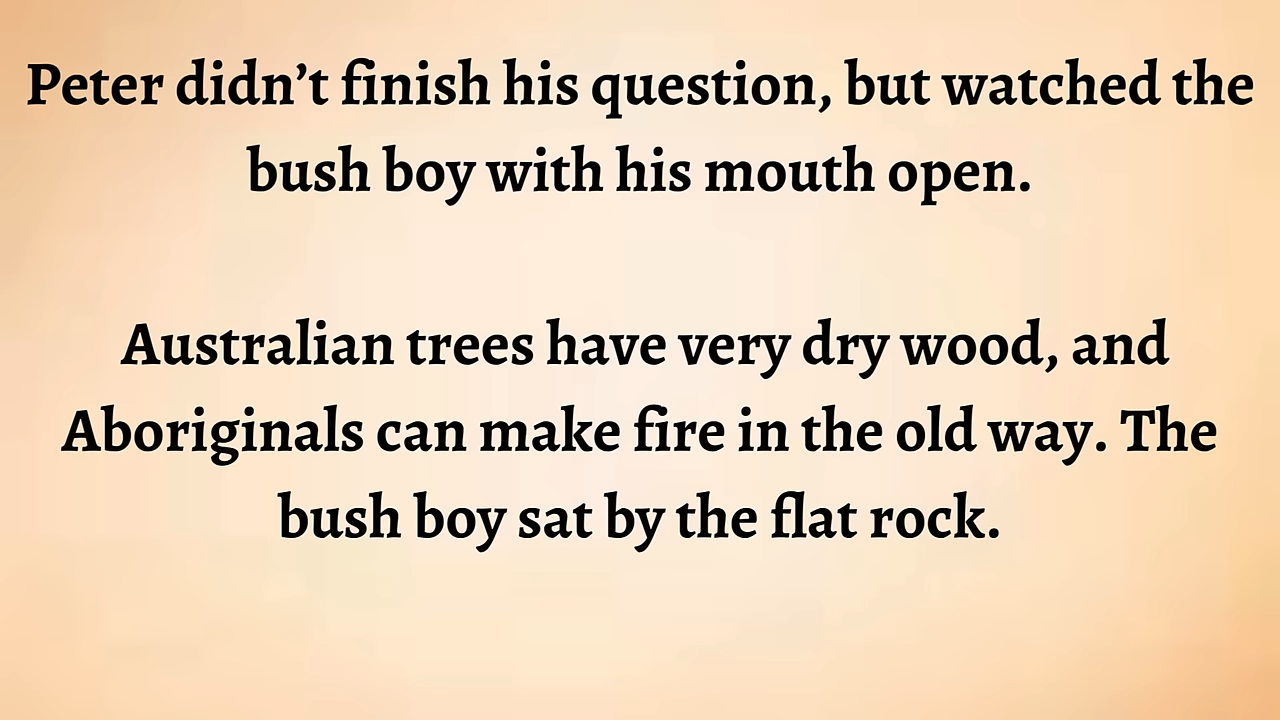 Peter didn’t finish his question, but watched the
bush boy with his mouth open.
Australian trees have very dry wood, and
Aboriginals can make fire in the old way. The
bush boy sat by the flat rock.